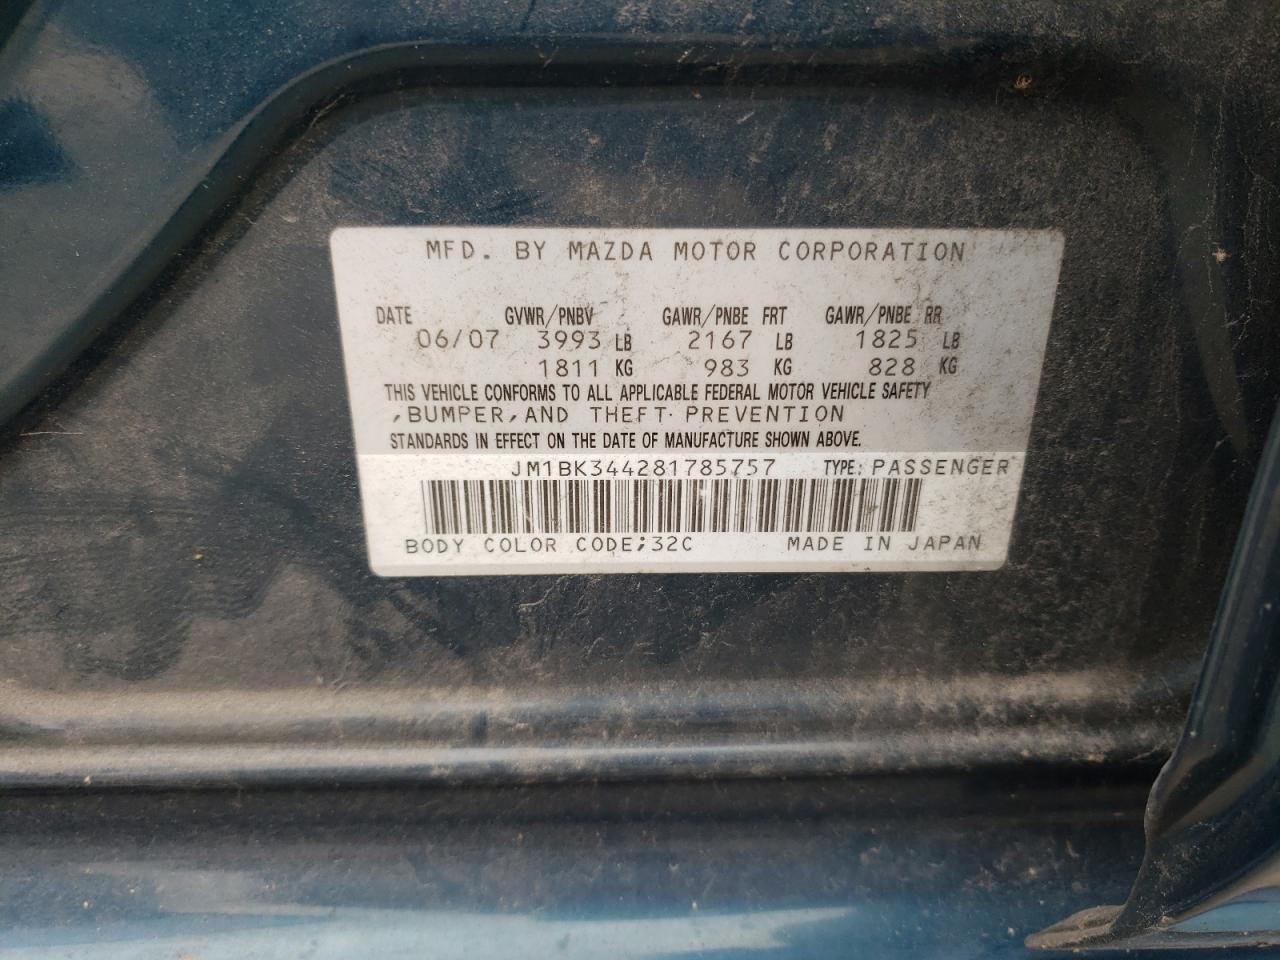 MFD. BY MAZDA MOTOR CORPORATION
DATE GVWR/PNBV GAWR/PNBE FRT GAWR/PNBE RR
06/07 3993 LB 2167 LB 1825 LB
1811 KG 983 KG 828 KG
THIS VEHICLE CONFORMS TO ALL APPLICABLE FEDERAL MOTOR VEHICLE SAFETY
,BUMPER,AND THEFT PREVENTION
STANDARDS IN EFFECT ON THE DATE OF MANUFACTURE SHOWN ABOVE.
JM1BK344281785757 TYPE: PASSENGER
BODY COLOR CODE;32C MADE IN JAPAN